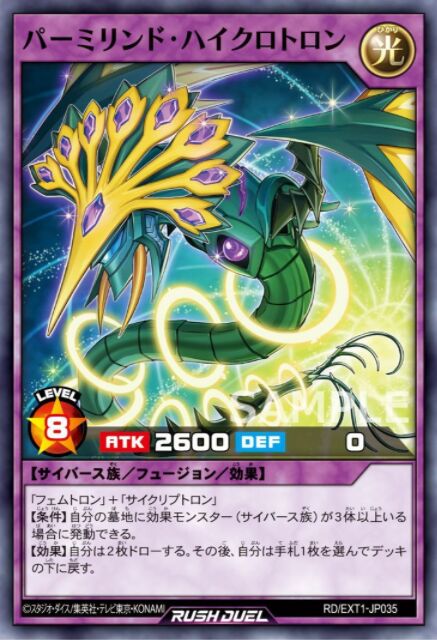 パーミリンド・ハイクロトロン
ひかり
光
SAMPLE
LEVEL
8
ATK 2600 DEF 0
【サイバース族／フュージョン／効果】
「フェムトロン」+「サイクリプトロン」
【条件】自分の墓地に効果モンスター(サイバース族)が3体以上いる
場合に発動できる。
【効果】自分は2枚ドローする。その後、自分は手札1枚を選んでデッキ
の下に戻す。
©スタジオ・ダイス/集英社・テレビ東京・KONAMI
RUSH DUEL
RD/EXT1-JP035